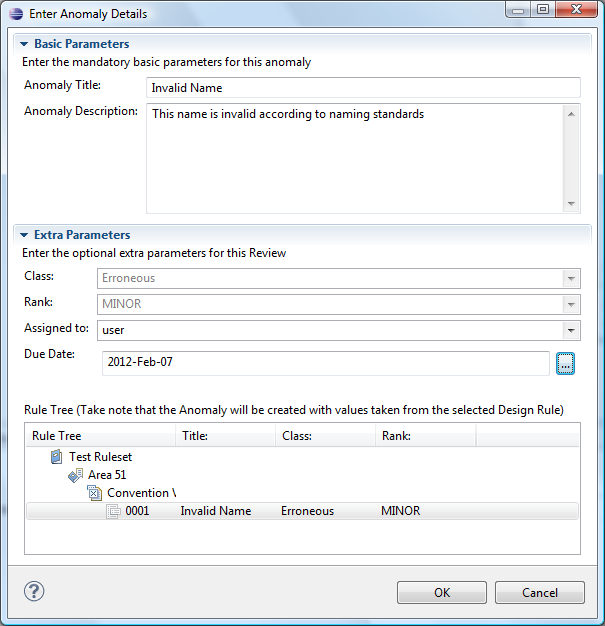 Enter Anomaly Details
Basic Parameters
Enter the mandatory basic parameters for this anomaly
Anomaly Title: Invalid Name
Anomaly Description: This name is invalid according to naming standards
Extra Parameters
Enter the optional extra parameters for this Review
Class: Erroneous
Rank: MINOR
Assigned to: user
Due Date: 2012-Feb-07 ...
Rule Tree (Take note that the Anomaly will be created with values taken from the selected Design Rule)
Rule Tree Title: Class: Rank:
Test Ruleset
Area 51
Convention
0001 Invalid Name Erroneous MINOR
? OK Cancel